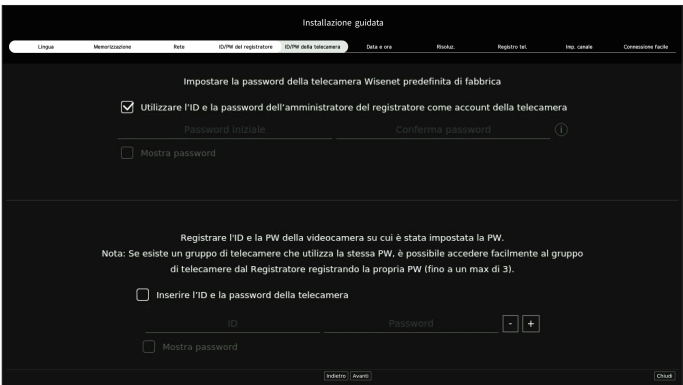 Installazione guidata
Lingua Memorizzazione Rete ID/PW del registratore ID/PW della telecamera Data e ora Risoluz. Registro tel. Imp. canale Connessione facile
Impostare la password della telecamera Wisenet predefinita di fabbrica
Utilizzare l'ID e la password dell'amministratore del registratore come account della telecamera
Password iniziale Conferma password i
Mostra password
Registrare l'ID e la PW della videocamera su cui è stata impostata la PW.
Nota: Se esiste un gruppo di telecamere che utilizza la stessa PW, è possibile accedere facilmente al gruppo
di telecamere dal Registratore registrando la propria PW (fino a un max di 3).
Inserire l'ID e la password della telecamera
ID Password - +
Mostra password
Indietro Avanti Chiudi